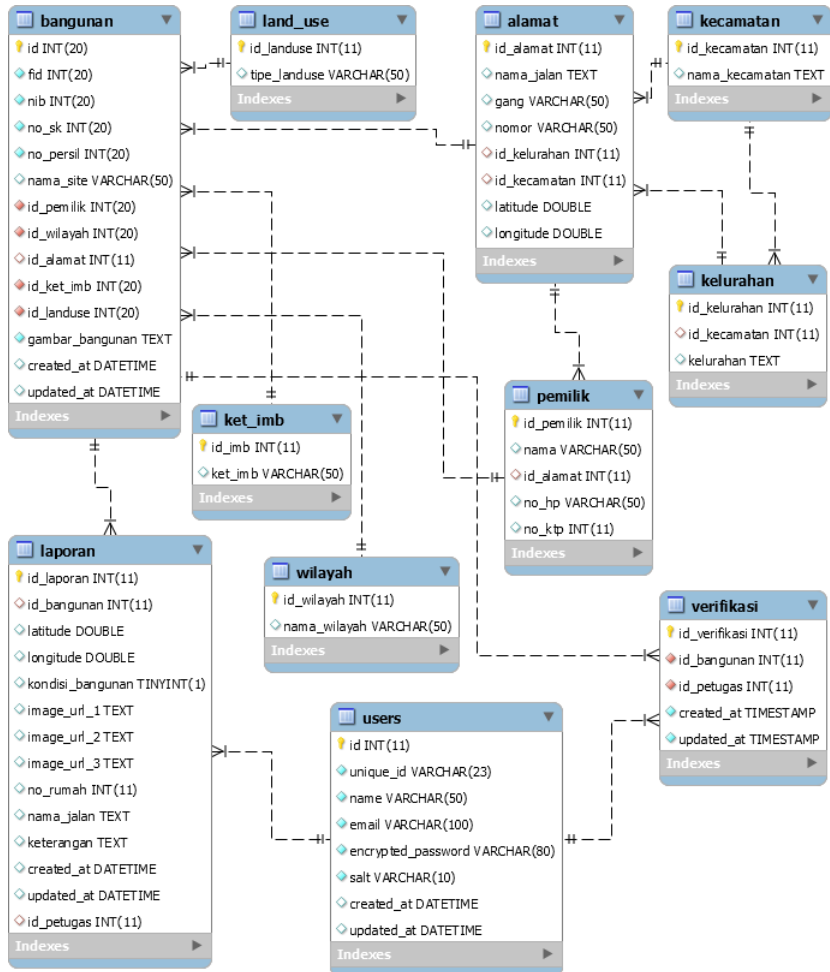 bangunan
id INT(20)
fid INT(20)
nib INT(20)
no_sk INT(20)
no_persil INT(20)
nama_site VARCHAR(50)
id_pemilik INT(20)
id_wilayah INT(20)
id_alamat INT(11)
id_ket_imb INT(20)
id_landuse INT(20)
gambar_bangunan TEXT
created_at DATETIME
updated_at DATETIME
Indexes
land_use
id_landuse INT(11)
tipe_landuse VARCHAR(50)
Indexes
alamat
id_alamat INT(11)
nama_jalan TEXT
gang VARCHAR(50)
nomor VARCHAR(50)
id_kelurahan INT(11)
id_kecamatan INT(11)
latitude DOUBLE
longitude DOUBLE
Indexes
kecamatan
id_kecamatan INT(11)
nama_kecamatan TEXT
Indexes
kelurahan
id_kelurahan INT(11)
id_kecamatan INT(11)
kelurahan TEXT
Indexes
ket_imb
id_imb INT(11)
ket_imb VARCHAR(50)
Indexes
pemilik
id_pemilik INT(11)
nama VARCHAR(50)
id_alamat INT(11)
no_hp VARCHAR(50)
no_ktp INT(11)
Indexes
laporan
id_laporan INT(11)
id_bangunan INT(11)
latitude DOUBLE
longitude DOUBLE
kondisi_bangunan TINYINT(1)
image_url_1 TEXT
image_url_2 TEXT
image_url_3 TEXT
no_rumah INT(11)
nama_jalan TEXT
keterangan TEXT
created_at DATETIME
updated_at DATETIME
id_petugas INT(11)
Indexes
wilayah
id_wilayah INT(11)
nama_wilayah VARCHAR(50)
Indexes
verifikasi
id_verifikasi INT(11)
id_bangunan INT(11)
id_petugas INT(11)
created_at TIMESTAMP
updated_at TIMESTAMP
Indexes
users
id INT(11)
unique_id VARCHAR(23)
name VARCHAR(50)
email VARCHAR(100)
encrypted_password VARCHAR(80)
salt VARCHAR(10)
created_at DATETIME
updated_at DATETIME
Indexes